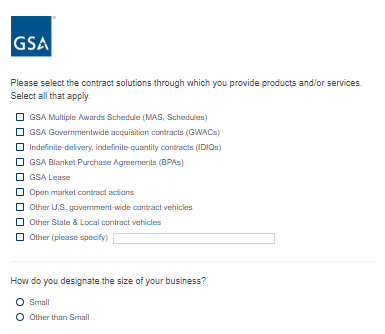 GSA
Please select the contract solutions through which you provide products and/or services.
Select all that apply.
GSA Multiple Awards Schedule (MAS, Schedules)
GSA Governmentwide acquisition contracts (GWACs)
Indefinite-delivery, indefinite-quantity contracts (IDIQs)
GSA Blanket Purchase Agreements (BPAs)
GSA Lease
Open market contract actions
Other U.S. government-wide contract vehicles
Other State & Local contract vehicles
Other (please specify)
How do you designate the size of your business?
Small
Other than Small